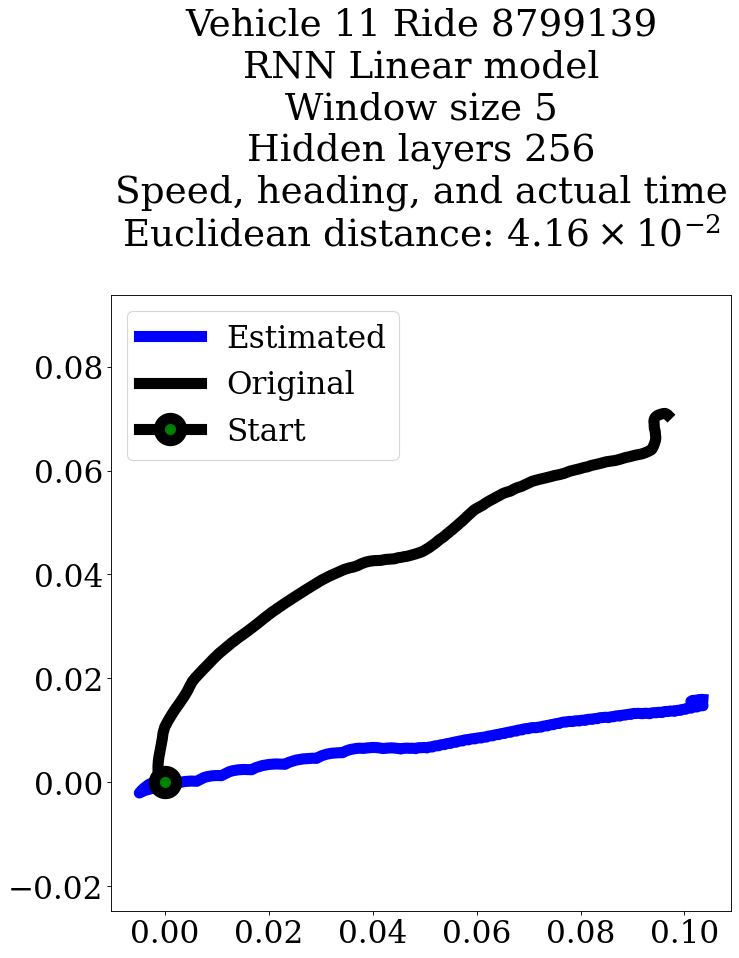 Vehicle 11 Ride 8799139
RNN Linear model
Window size 5
Hidden layers 256
Speed, heading, and actual time
Euclidean distance: 4.16 × 10⁻²
Estimated
Original
Start
0.08
0.06
0.04
0.02
0.00
−0.02
0.00 0.02 0.04 0.06 0.08 0.10